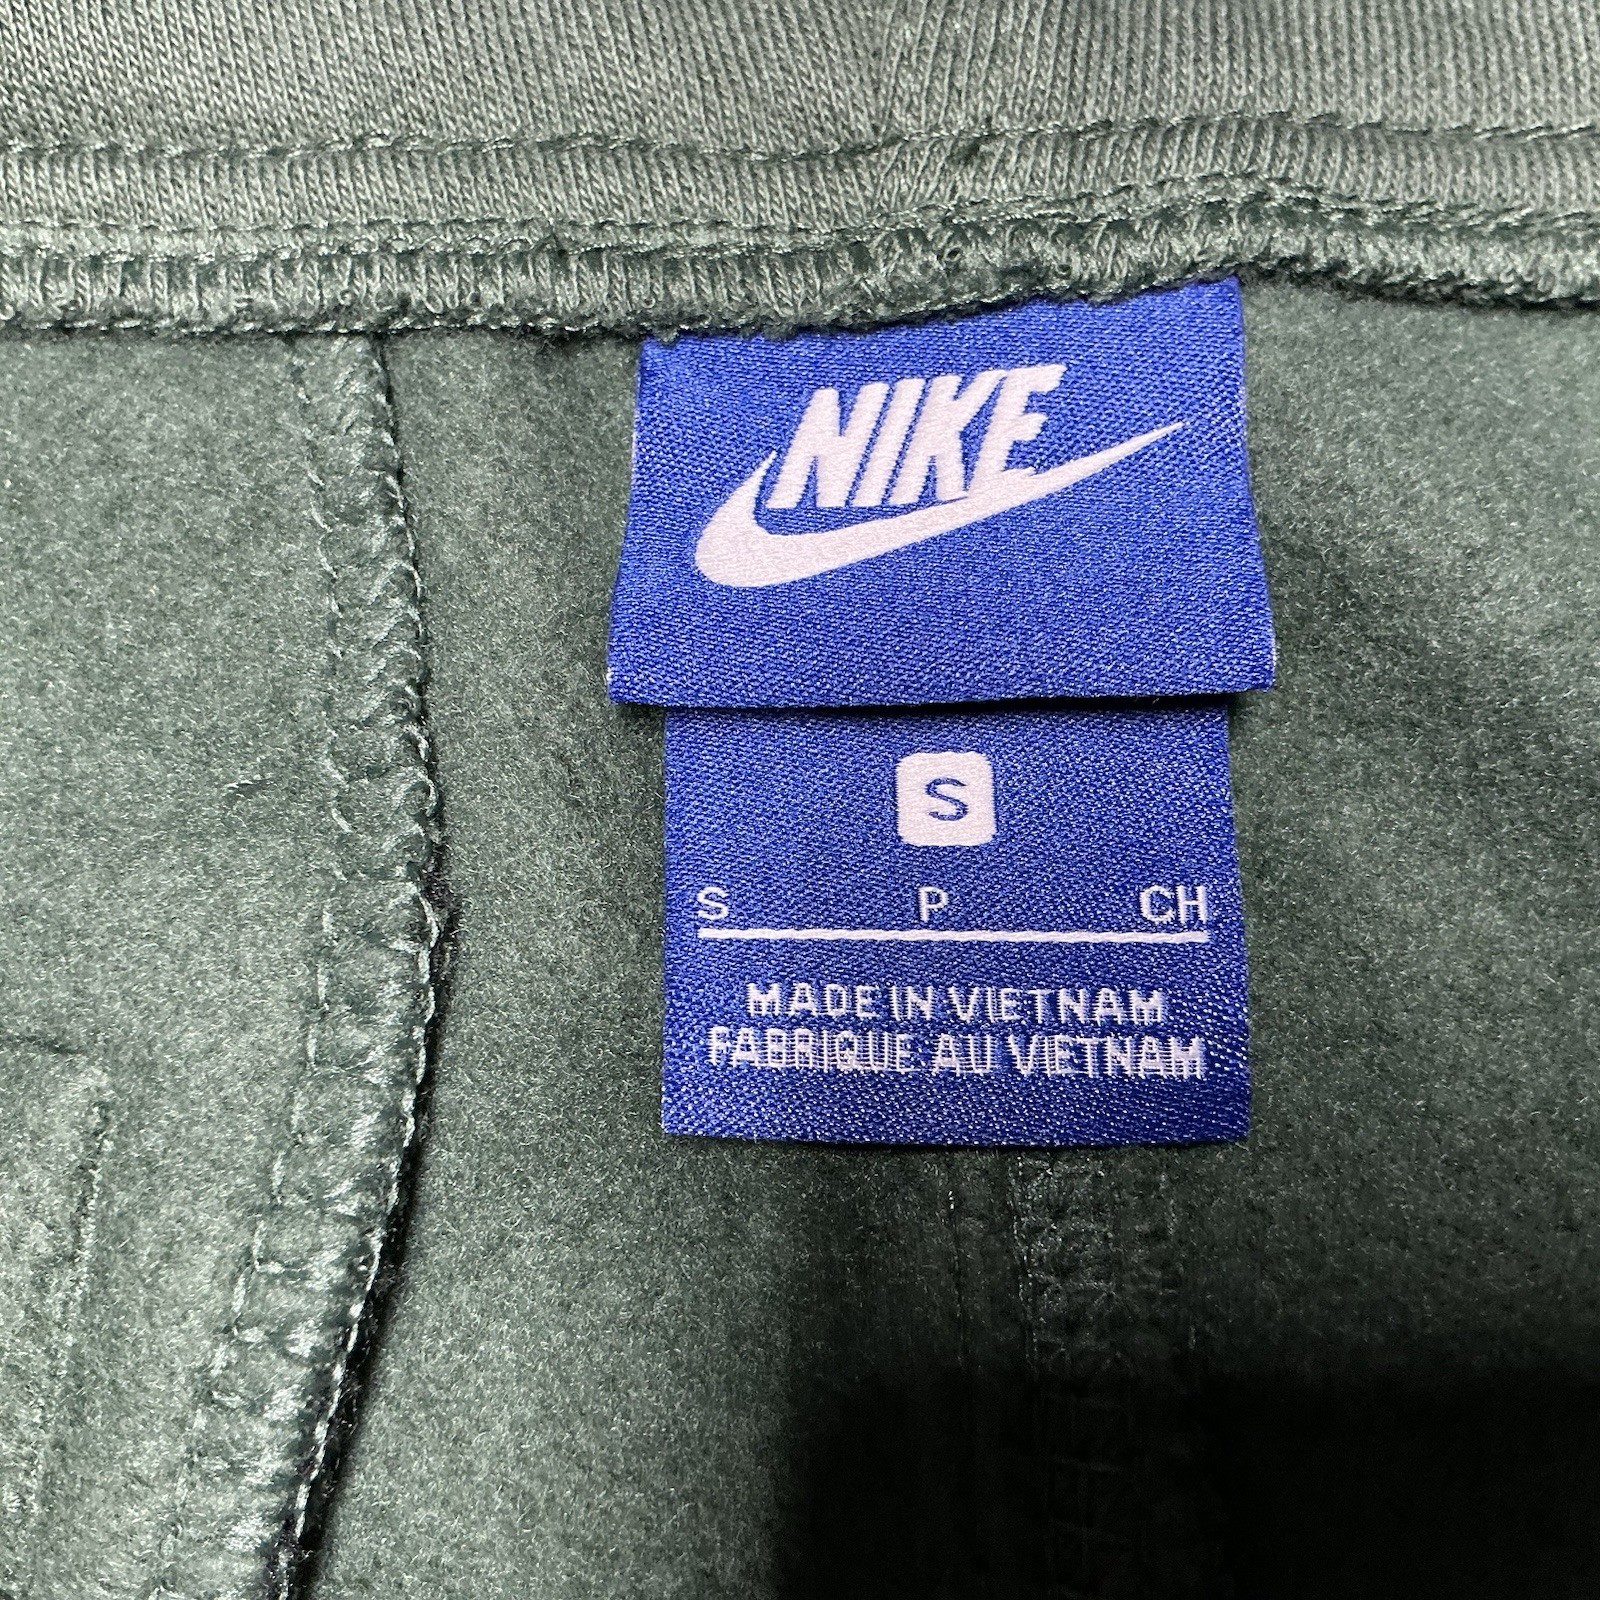 NIKE
S
S P CH
MADE IN VIETNAM
FABRIQUE AU VIETNAM